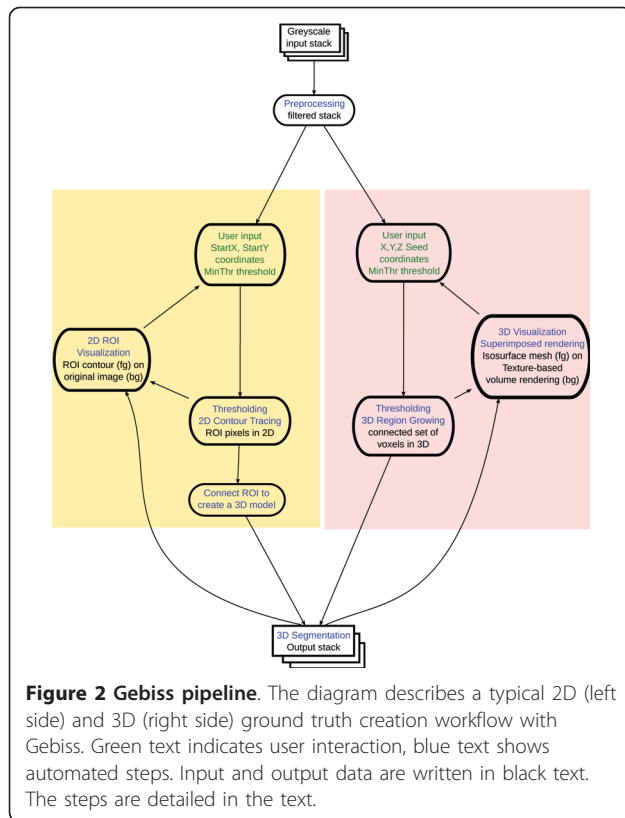 Greyscale
input stack
Preprocessing
filtered stack
User input
StartX, StartY
coordinates
MinThr threshold
User input
X,Y,Z Seed
coordinates
MinThr threshold
2D ROI
Visualization
ROI contour (fg) on
original image (bg)
3D Visualization
Superimposed rendering
Isosurface mesh (fg) on
Texture-based
volume rendering (bg)
Thresholding
2D Contour Tracing
ROI pixels in 2D
Thresholding
3D Region Growing
connected set of
voxels in 3D
Connect ROI to
create a 3D model
3D Segmentation
Output stack
Figure 2 Gebiss pipeline. The diagram describes a typical 2D (left
side) and 3D (right side) ground truth creation workflow with
Gebiss. Green text indicates user interaction, blue text shows
automated steps. Input and output data are written in black text.
The steps are detailed in the text.